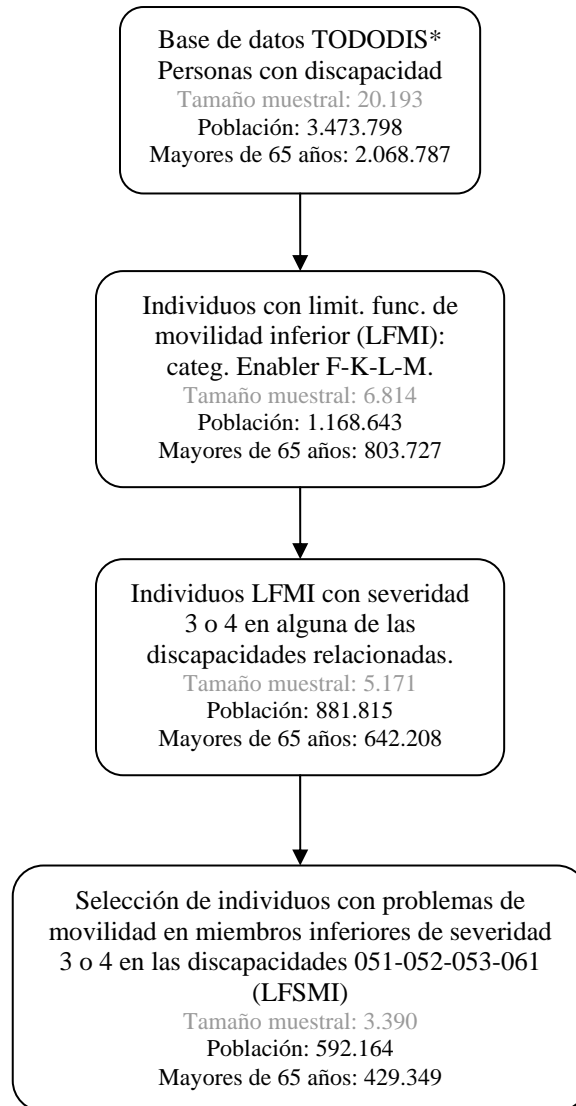 Base de datos TODODIS*
Personas con discapacidad
Tamaño muestral: 20.193
Población: 3.473.798
Mayores de 65 años: 2.068.787
Individuos con limit. func. de
movilidad inferior (LFMI):
categ. Enabler F-K-L-M.
Tamaño muestral: 6.814
Población: 1.168.643
Mayores de 65 años: 803.727
Individuos LFMI con severidad
3 o 4 en alguna de las
discapacidades relacionadas.
Tamaño muestral: 5.171
Población: 881.815
Mayores de 65 años: 642.208
Selección de individuos con problemas de
movilidad en miembros inferiores de severidad
3 o 4 en las discapacidades 051-052-053-061
(LFSMI)
Tamaño muestral: 3.390
Población: 592.164
Mayores de 65 años: 429.349